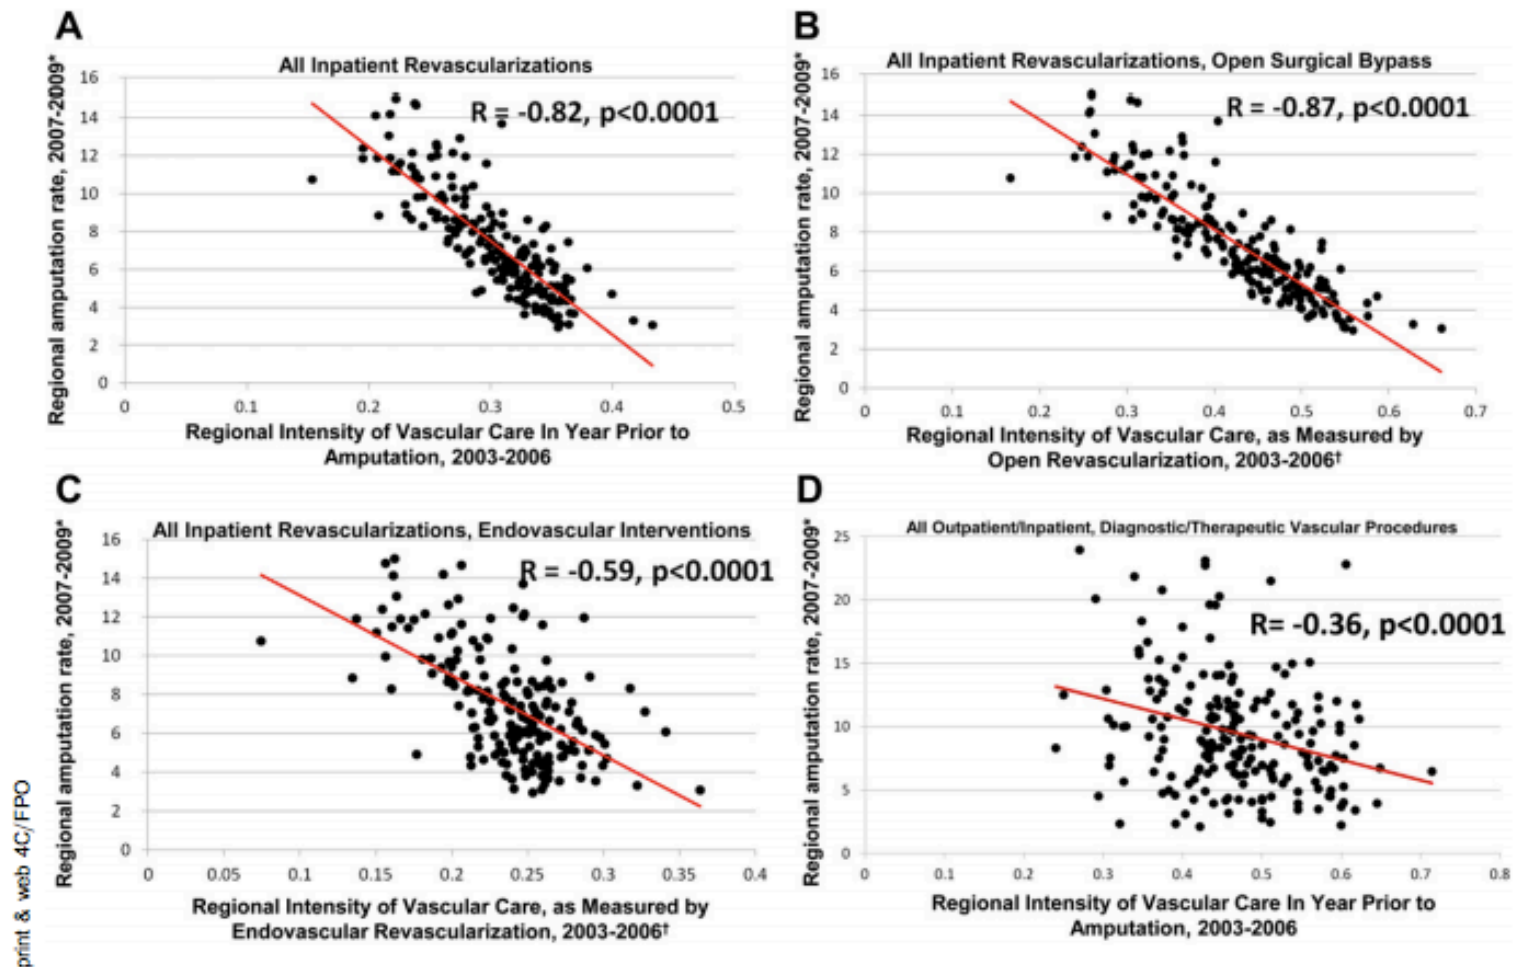 A
All Inpatient Revascularizations
R = -0.82, p<0.0001
Regional amputation rate, 2007-2009*
16
14
12
10
8
6
4
2
0
0
0.1
0.2
0.3
0.4
0.5
Regional Intensity of Vascular Care In Year Prior to
Amputation, 2003-2006
B
All Inpatient Revascularizations, Open Surgical Bypass
R = -0.87, p<0.0001
Regional amputation rate, 2007-2009*
16
14
12
10
8
6
4
2
0
0
0.1
0.2
0.3
0.4
0.5
0.6
0.7
Regional Intensity of Vascular Care, as Measured by
Open Revascularization, 2003-2006†
C
All Inpatient Revascularizations, Endovascular Interventions
R = -0.59, p<0.0001
Regional amputation rate, 2007-2009*
16
14
12
10
8
6
4
2
0
0
0.05
0.1
0.15
0.2
0.25
0.3
0.35
0.4
Regional Intensity of Vascular Care, as Measured by
Endovascular Revascularization, 2003-2006†
D
All Outpatient/Inpatient, Diagnostic/Therapeutic Vascular Procedures
R= -0.36, p<0.0001
Regional amputation rate, 2007-2009*
25
20
15
10
5
0
0
0.1
0.2
0.3
0.4
0.5
0.6
0.7
0.8
Regional Intensity of Vascular Care In Year Prior to
Amputation, 2003-2006
print & web 4C/FPO